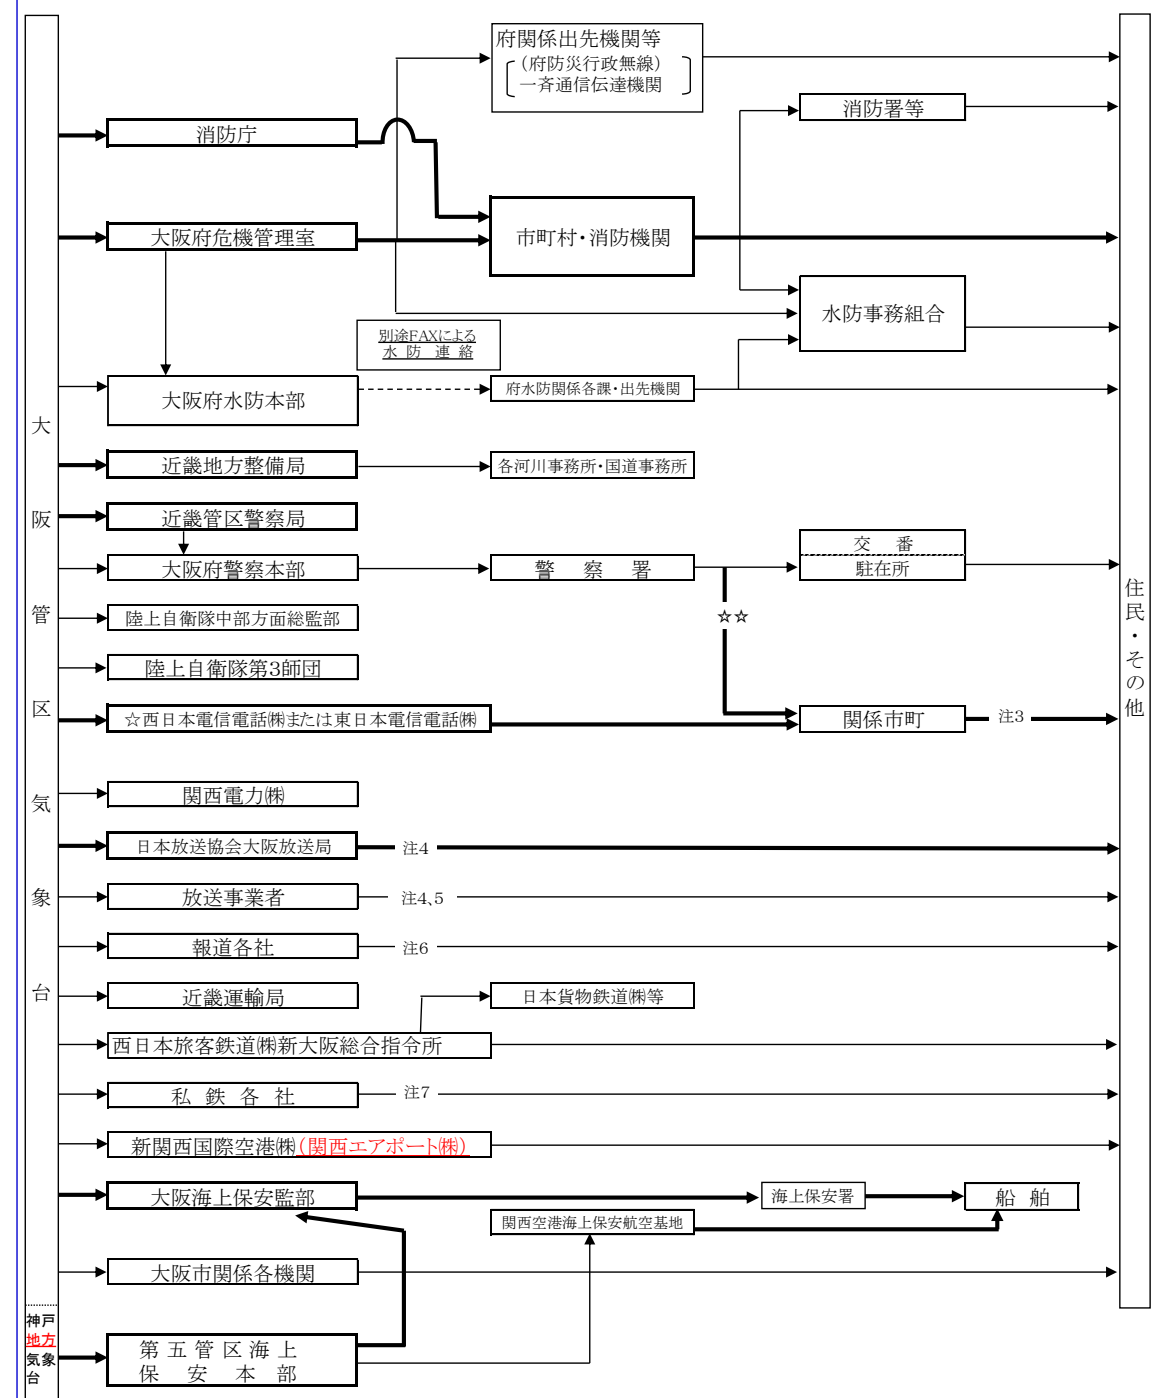 府関係出先機関等
（府防災行政無線）
一斉通信伝達機関
消防署等
消防庁
大阪府危機管理室
市町村・消防機関
水防事務組合
別途FAXによる
水 防 連 絡
大阪府水防本部
府水防関係各課・出先機関
近畿地方整備局
各河川事務所・国道事務所
近畿管区警察局
大阪府警察本部
警 察 署
交 番
駐在所
陸上自衛隊中部方面総監部
☆☆
陸上自衛隊第3師団
☆西日本電信電話㈱または東日本電信電話㈱
関係市町
注3
関西電力㈱
日本放送協会大阪放送局
注4
放送事業者
注4、5
報道各社
注6
近畿運輸局
日本貨物鉄道㈱等
西日本旅客鉄道㈱新大阪総合指令所
私 鉄 各 社
注7
新関西国際空港㈱（関西エアポート㈱）
大阪海上保安監部
海上保安署
船 舶
関西空港海上保安航空基地
大阪市関係各機関
第 五 管 区 海 上
保 安 本 部
大阪管区気象台
神戸
地方
気象
台
住民・その他